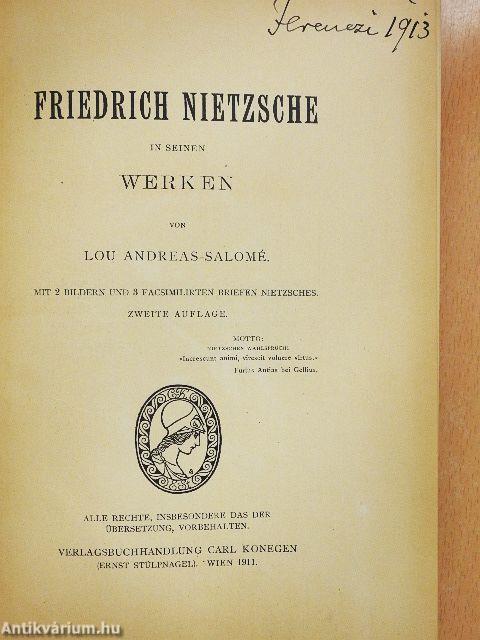 Ferenczi 1913
FRIEDRICH NIETZSCHE
IN SEINEN
WERKEN
VON
LOU ANDREAS-SALOMÉ.
MIT 2 BILDERN UND 3 FACSIMILIRTEN BRIEFEN NIETZSCHES.
ZWEITE AUFLAGE.
MOTTO:
NIETZSCHES WAHLSPRUCH:
«Increscunt animi, virescit volnere virtus.»
Furius Antias bei Gellius.
ALLE RECHTE, INSBESONDERE DAS DER
ÜBERSETZUNG, VORBEHALTEN.
VERLAGSBUCHHANDLUNG CARL KONEGEN
(ERNST STÜLPNAGEL). WIEN 1911.
Antikvárium.hu